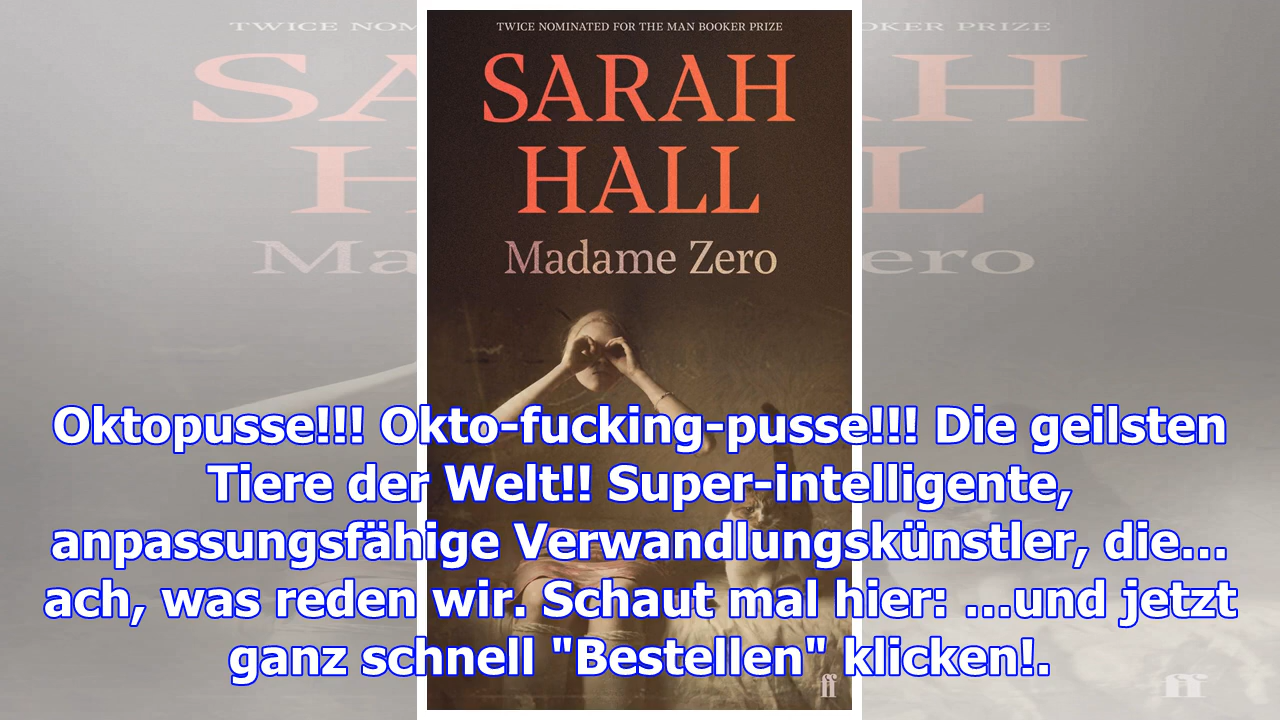 TWICE NOMINATED FOR THE MAN BOOKER PRIZE
SARAH
HALL
Madame Zero
Oktopusse!!! Okto-fucking-pusse!!! Die geilsten
Tiere der Welt!! Super-intelligente,
anpassungsfähige Verwandlungskünstler, die...
ach, was reden wir. Schaut mal hier: ...und jetzt
ganz schnell "Bestellen" klicken!.
ff